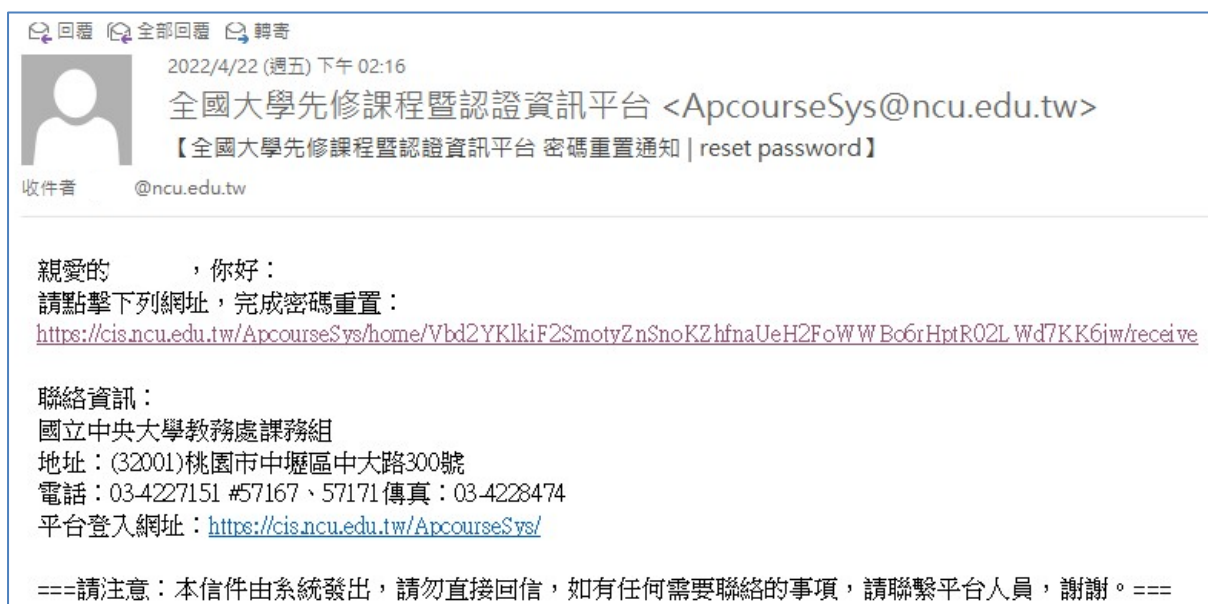 回覆 全部回覆 轉寄
2022/4/22 (週五) 下午 02:16
全國大學先修課程暨認證資訊平台 <ApcourseSys@ncu.edu.tw>
【全國大學先修課程暨認證資訊平台 密碼重置通知 | reset password】
收件者 @ncu.edu.tw
親愛的 ，你好：
請點擊下列網址，完成密碼重置：
https://cis.ncu.edu.tw/ApcourseSys/home/Vbd2YKlkiF2SmotyZnSnoKZhfnaUeH2FoWWBo6rHptR02LWd7KK6jw/receive
聯絡資訊：
國立中央大學教務處課務組
地址：(32001)桃園市中壢區中大路300號
電話：03-4227151 #57167、57171傳真：03-4228474
平台登入網址：https://cis.ncu.edu.tw/ApcourseSys/
===請注意：本信件由系統發出，請勿直接回信，如有任何需要聯絡的事項，請聯繫平台人員，謝謝。===